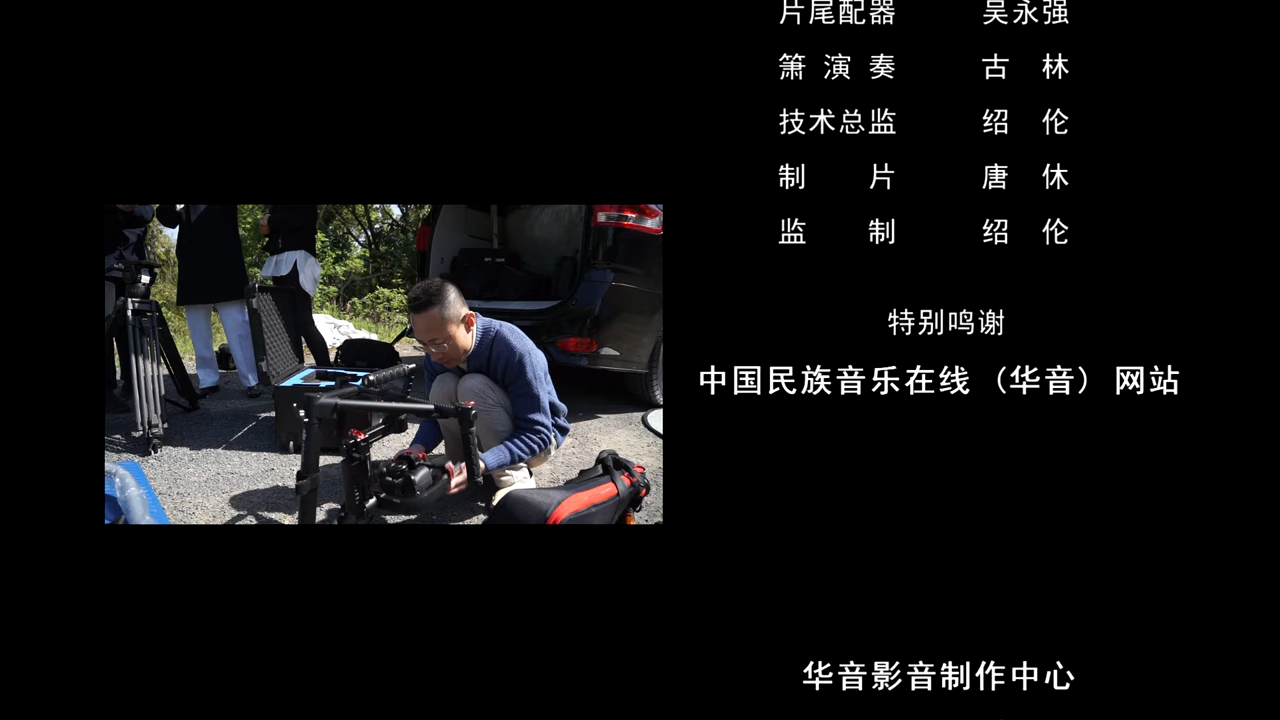 片尾配器 吴永强
箫演奏 古林
技术总监 绍伦
制片 唐休
监制 绍伦
特别鸣谢
中国民族音乐在线（华音）网站
华音影音制作中心